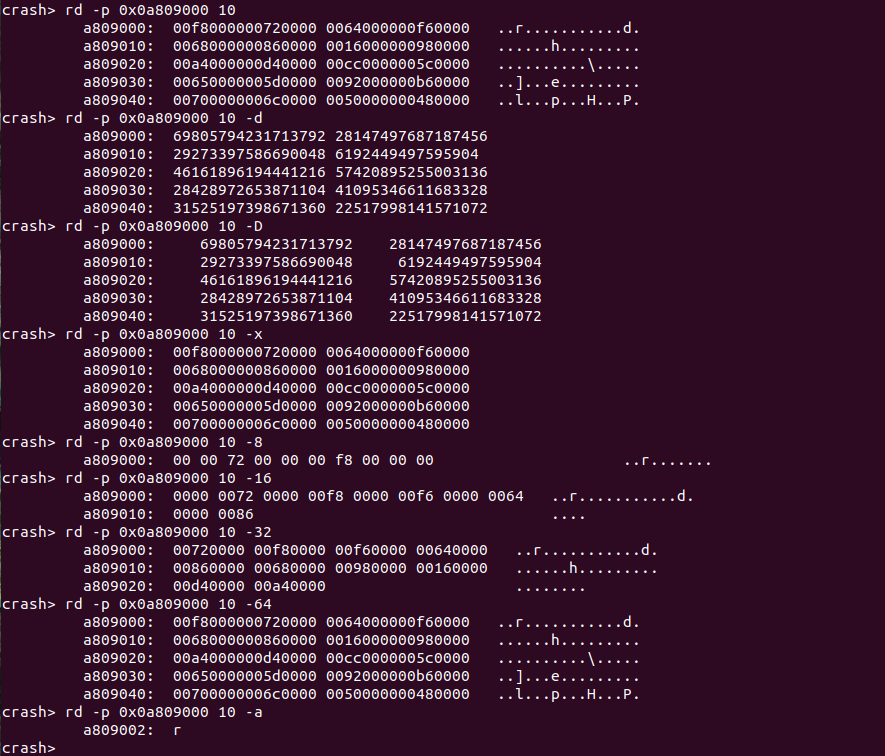 crash> rd -p 0x0a809000 10
         a809000:  00f8000000720000 0064000000f60000   ..r...........d.
         a809010:  0068000000860000 0016000000980000   ......h.........
         a809020:  00a4000000d40000 00cc0000005c0000   ..........\.....
         a809030:  00650000005d0000 0092000000b60000   ..]...e.........
         a809040:  00700000006c0000 0050000000480000   ..l...p...H...P.
crash> rd -p 0x0a809000 10 -d
         a809000:  69805794231713792 28147497687187456
         a809010:  29273397586690048 6192449497595904
         a809020:  46161896194441216 57420895255003136
         a809030:  28428972653871104 41095346611683328
         a809040:  31525197398671360 22517998141571072
crash> rd -p 0x0a809000 10 -D
         a809000:     69805794231713792    28147497687187456
         a809010:     29273397586690048     6192449497595904
         a809020:     46161896194441216    57420895255003136
         a809030:     28428972653871104    41095346611683328
         a809040:     31525197398671360    22517998141571072
crash> rd -p 0x0a809000 10 -x
         a809000:  00f8000000720000 0064000000f60000
         a809010:  0068000000860000 0016000000980000
         a809020:  00a4000000d40000 00cc0000005c0000
         a809030:  00650000005d0000 0092000000b60000
         a809040:  00700000006c0000 0050000000480000
crash> rd -p 0x0a809000 10 -8
         a809000:  00 00 72 00 00 00 f8 00 00 00                     ..r.......
crash> rd -p 0x0a809000 10 -16
         a809000:  0000 0072 0000 00f8 0000 00f6 0000 0064   ..r...........d.
         a809010:  0000 0086                                 ....
crash> rd -p 0x0a809000 10 -32
         a809000:  00720000 00f80000 00f60000 00640000   ..r...........d.
         a809010:  00860000 00680000 00980000 00160000   ......h.........
         a809020:  00d40000 00a40000                     ........
crash> rd -p 0x0a809000 10 -64
         a809000:  00f8000000720000 0064000000f60000   ..r...........d.
         a809010:  0068000000860000 0016000000980000   ......h.........
         a809020:  00a4000000d40000 00cc0000005c0000   ..........\.....
         a809030:  00650000005d0000 0092000000b60000   ..]...e.........
         a809040:  00700000006c0000 0050000000480000   ..l...p...H...P.
crash> rd -p 0x0a809000 10 -a
         a809002:  r
crash>